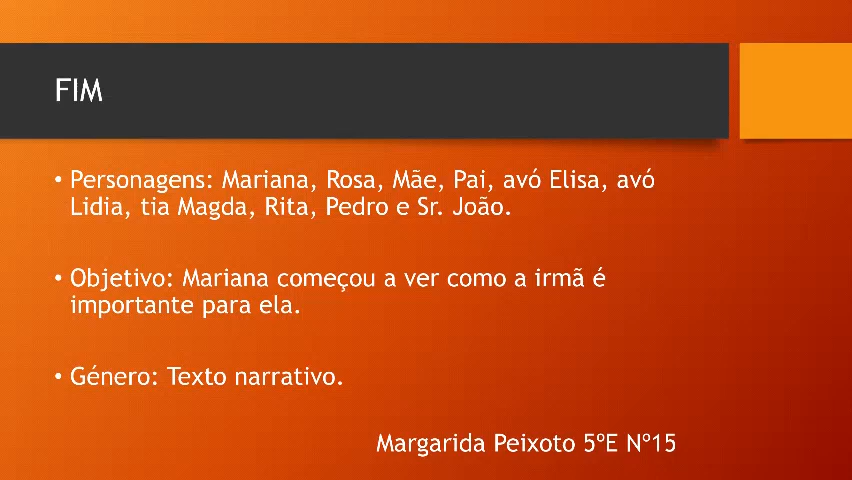 FIM
• Personagens: Mariana, Rosa, Mãe, Pai, avó Elisa, avó
Lidia, tia Magda, Rita, Pedro e Sr. João.
• Objetivo: Mariana começou a ver como a irmã é
importante para ela.
• Género: Texto narrativo.
Margarida Peixoto 5ºE Nº15